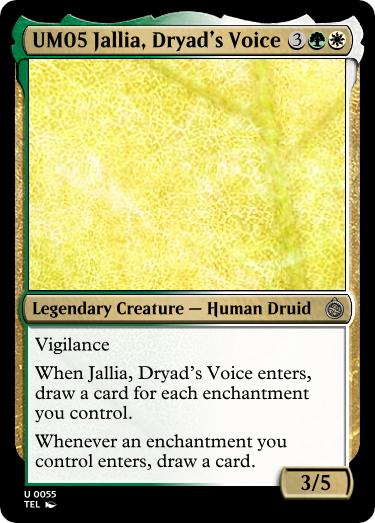 UM05 Jallia, Dryad's Voice 3
Legendary Creature — Human Druid
Vigilance
When Jallia, Dryad's Voice enters,
draw a card for each enchantment
you control.
Whenever an enchantment you
control enters, draw a card.
3/5
U 0055
TEL